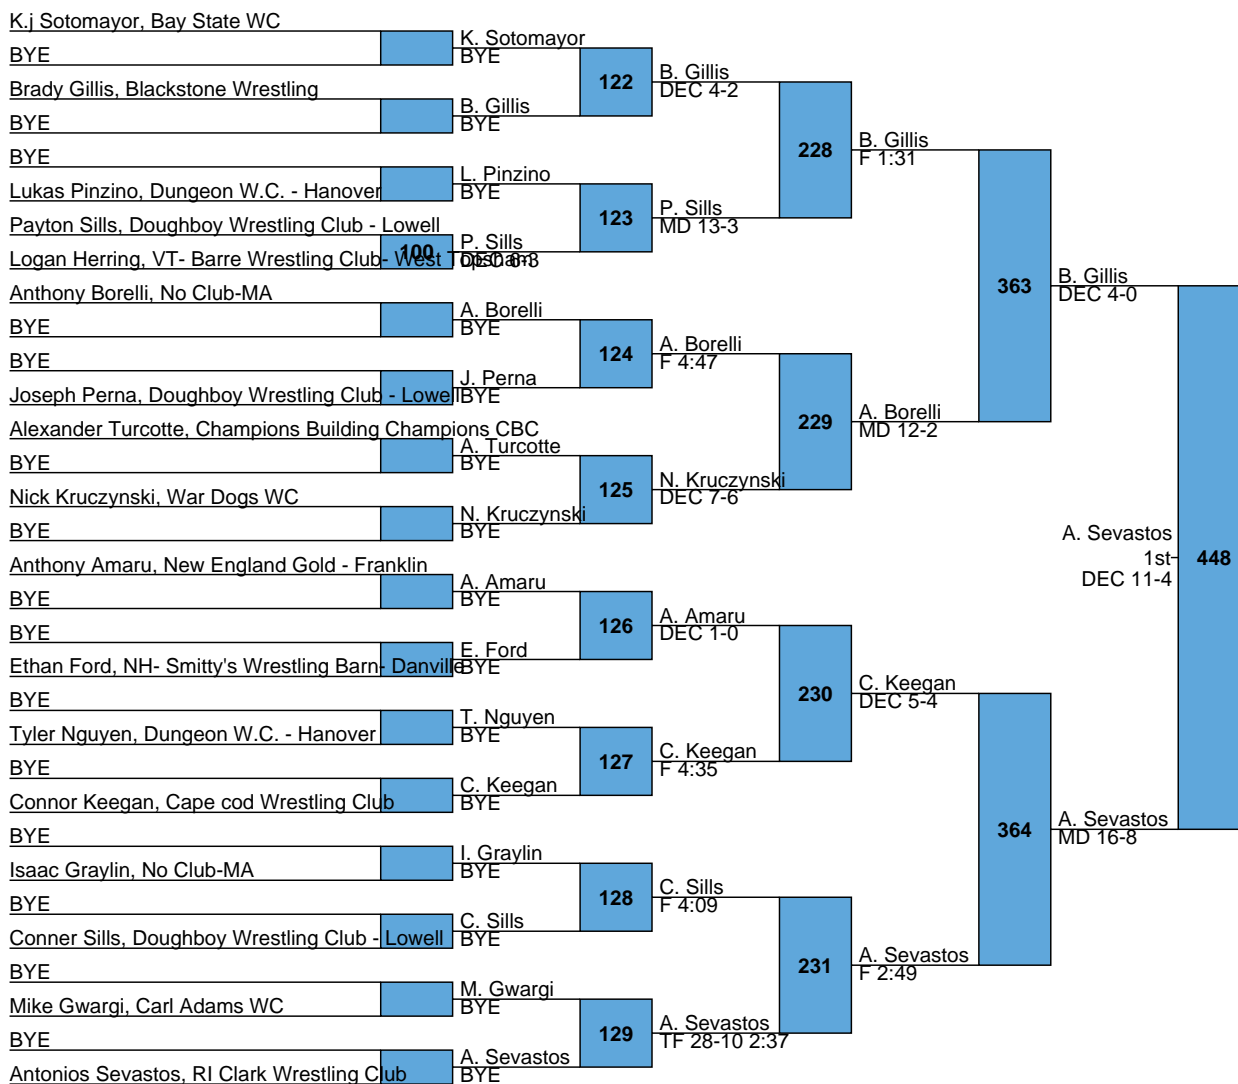 K.j Sotomayor, Bay State WC
BYE
Brady Gillis, Blackstone Wrestling
BYE
BYE
Lukas Pinzino, Dungeon W.C. - Hanover
Payton Sills, Doughboy Wrestling Club - Lowell
Logan Herring, VT- Barre Wrestling Club- West Topsham
Anthony Borelli, No Club-MA
BYE
BYE
Joseph Perna, Doughboy Wrestling Club - Lowell
Alexander Turcotte, Champions Building Champions CBC
BYE
Nick Kruczynski, War Dogs WC
BYE
Anthony Amaru, New England Gold - Franklin
BYE
BYE
Ethan Ford, NH- Smitty's Wrestling Barn- Danville
BYE
Tyler Nguyen, Dungeon W.C. - Hanover
BYE
Connor Keegan, Cape cod Wrestling Club
BYE
Isaac Graylin, No Club-MA
BYE
Conner Sills, Doughboy Wrestling Club - Lowell
BYE
Mike Gwargi, Carl Adams WC
BYE
Antonios Sevastos, RI Clark Wrestling Club
100
K. Sotomayor
BYE
B. Gillis
BYE
L. Pinzino
BYE
P. Sills
DEC 6-3
A. Borelli
BYE
J. Perna
BYE
A. Turcotte
BYE
N. Kruczynski
BYE
A. Amaru
BYE
E. Ford
BYE
T. Nguyen
BYE
C. Keegan
BYE
I. Graylin
BYE
C. Sills
BYE
M. Gwargi
BYE
A. Sevastos
BYE
122
123
124
125
126
127
128
129
B. Gillis
DEC 4-2
P. Sills
MD 13-3
A. Borelli
F 4:47
N. Kruczynski
DEC 7-6
A. Amaru
DEC 1-0
C. Keegan
F 4:35
C. Sills
F 4:09
A. Sevastos
TF 28-10 2:37
228
229
230
231
B. Gillis
F 1:31
A. Borelli
MD 12-2
C. Keegan
DEC 5-4
A. Sevastos
F 2:49
363
364
B. Gillis
DEC 4-0
A. Sevastos
MD 16-8
A. Sevastos
1st
DEC 11-4
448